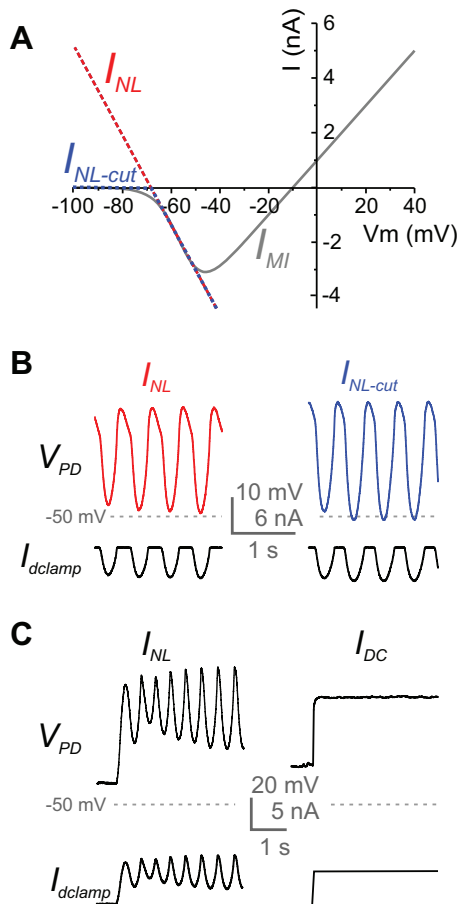 A
I (nA)
6
4
2
0
-2
-4
-100 -80 -60 -40 -20 0 20 40
Vm (mV)
I_NL
I_NL-cut
I_MI
B
I_NL
I_NL-cut
V_PD
-50 mV
10 mV
6 nA
1 s
I_dclamp
C
I_NL
I_DC
V_PD
-50 mV
20 mV
5 nA
1 s
I_dclamp